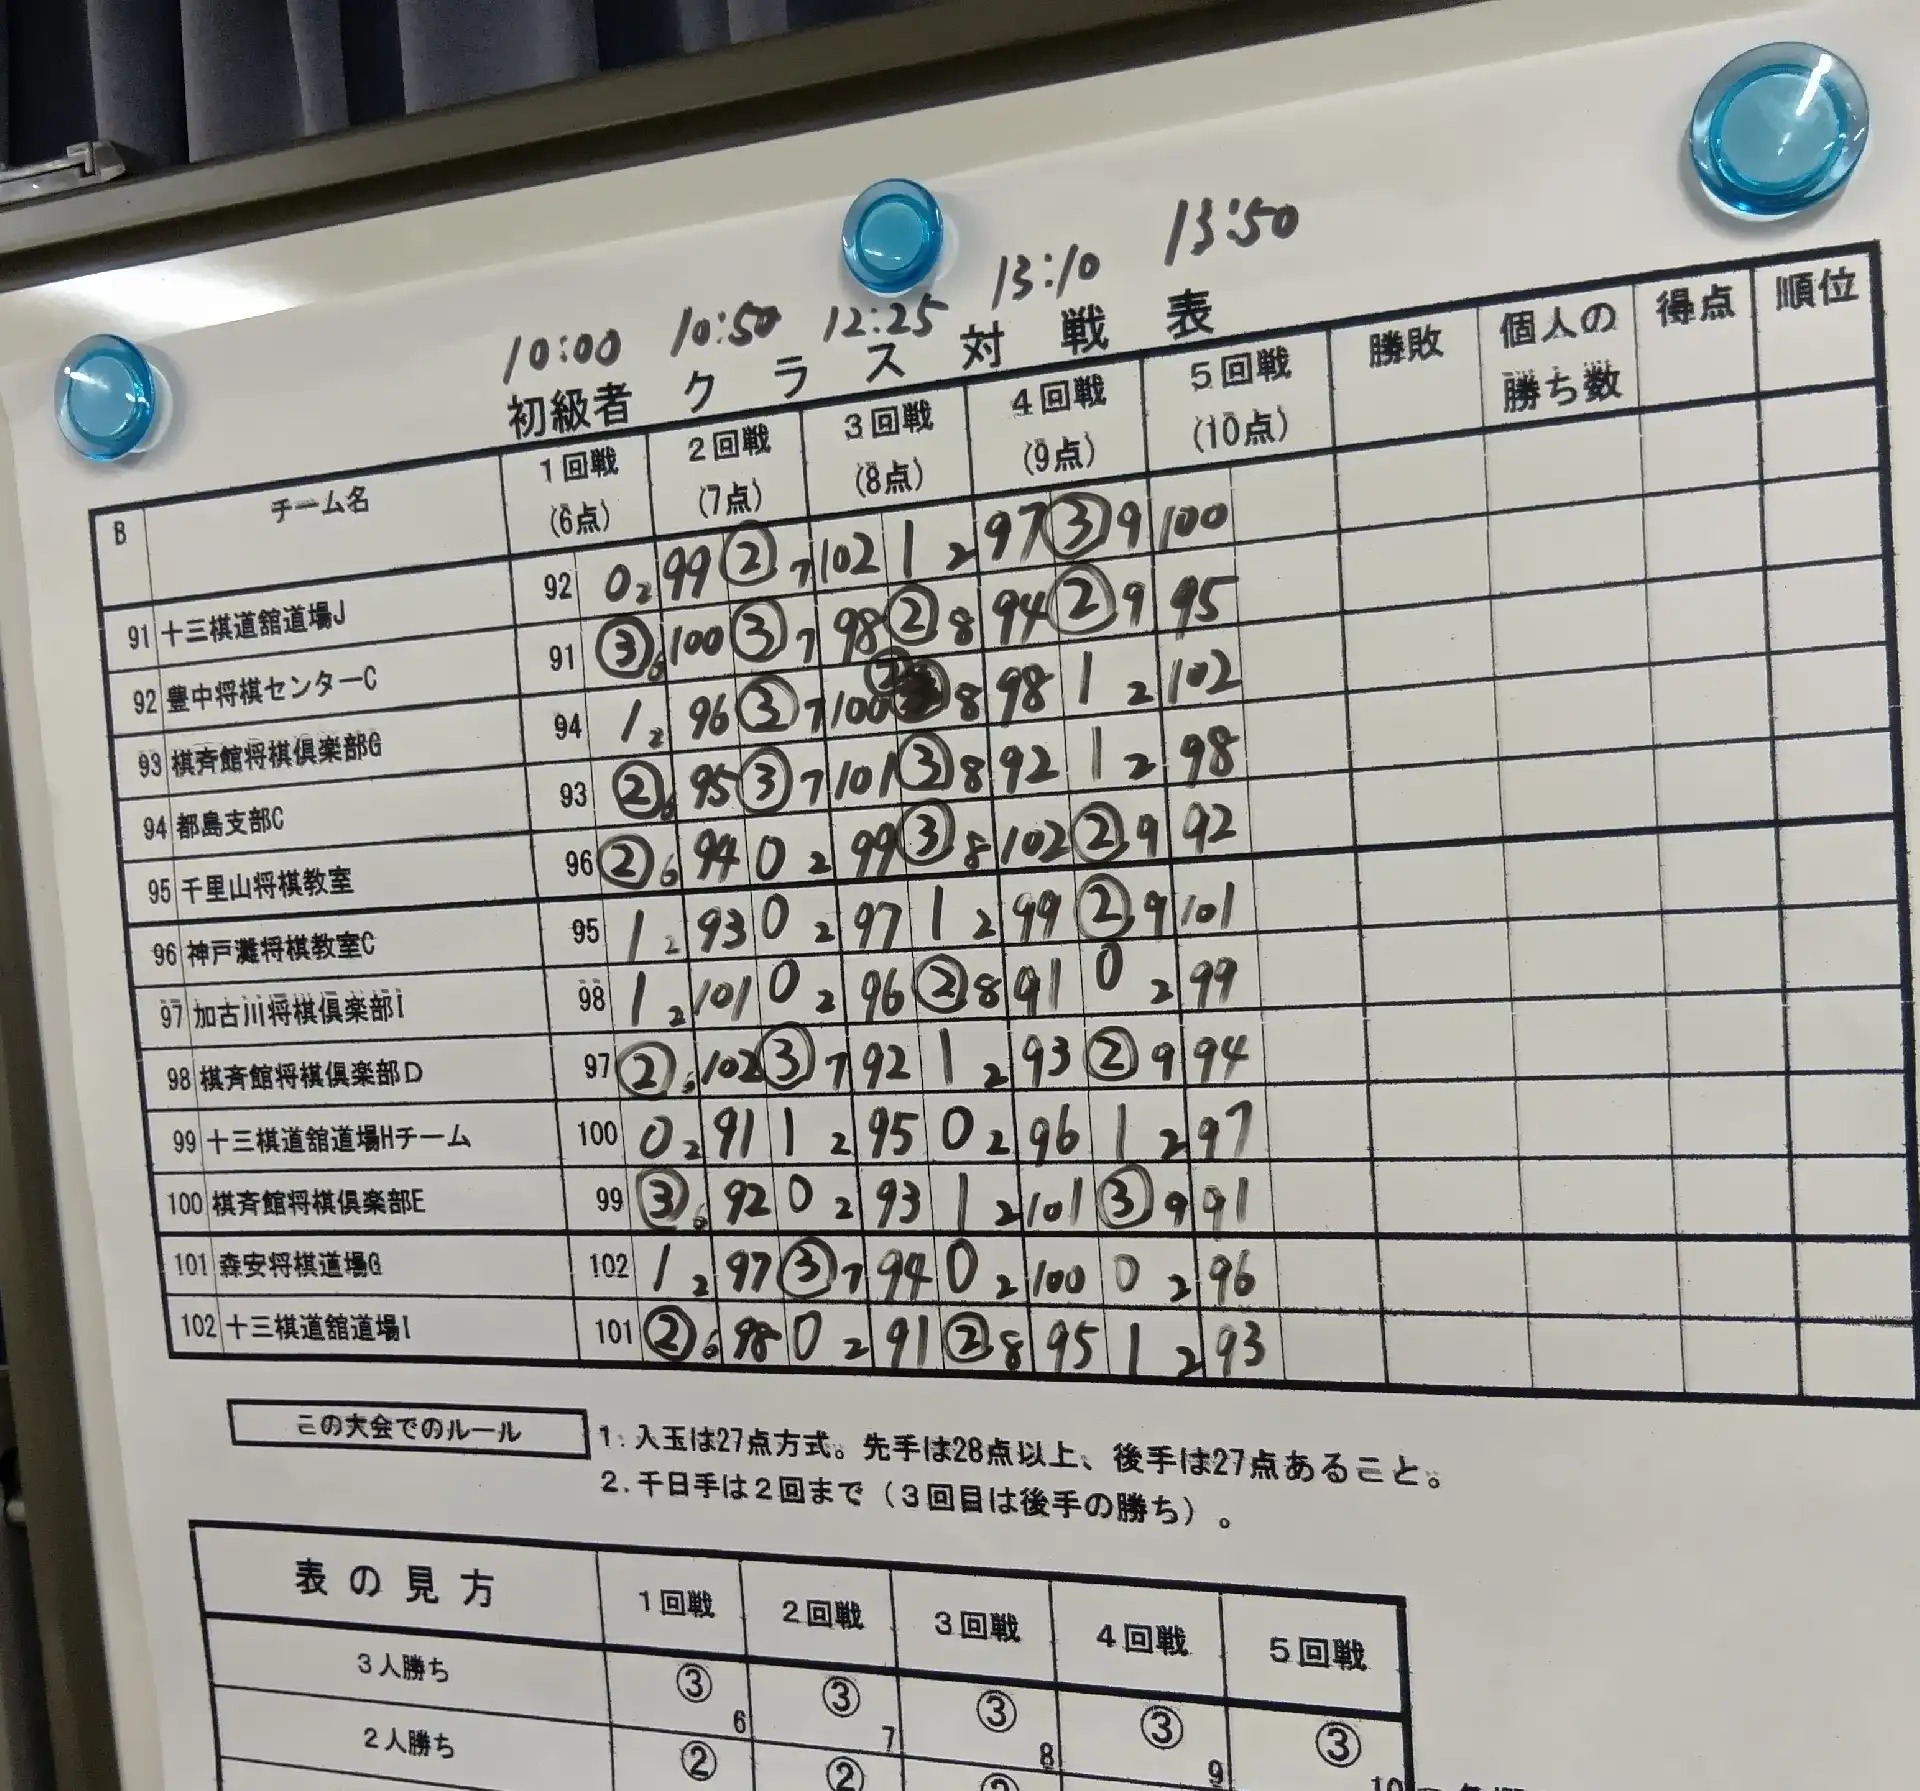 10:00 10:50 12:25 13:10 13:50
初級者クラス対戦表
B チーム名 1回戦 (6点) 2回戦 (7点) 3回戦 (8点) 4回戦 (9点) 5回戦 (10点) 勝敗 個人の勝ち数 得点 順位
91 十三棋道舘道場J 92 0 2 99 ② 7 102 1 2 97 ③ 9 100
92 豊中将棋センターC 91 ③ 6 100 ③ 7 98 ② 8 94 ② 9 95
93 棋斉館将棋倶楽部G 94 1 2 96 ③ 7 100 ② 8 98 1 2 102
94 都島支部C 93 ② 6 95 ③ 7 101 ③ 8 92 1 2 98
95 千里山将棋教室 96 ② 6 94 0 2 99 ③ 8 102 ② 9 92
96 神戸灘将棋教室C 95 1 2 93 0 2 97 1 2 99 ② 9 101
97 加古川将棋倶楽部I 98 1 2 101 0 2 96 ② 8 91 0 2 99
98 棋斉館将棋倶楽部D 97 ② 6 102 ③ 7 92 1 2 93 ② 9 94
99 十三棋道舘道場Hチーム 100 0 2 91 1 2 95 0 2 96 1 2 97
100 棋斉館将棋倶楽部E 99 ③ 6 92 0 2 93 1 2 101 ③ 9 91
101 森安将棋道場G 102 1 2 97 ③ 7 94 0 2 100 0 2 96
102 十三棋道舘道場I 101 ② 6 98 0 2 91 ② 8 95 1 2 93
この大会でのルール
1.入玉は27点方式。先手は28点以上、後手は27点あること。
2.千日手は2回まで(3回目は後手の勝ち)。
表の見方 1回戦 2回戦 3回戦 4回戦 5回戦
3人勝ち ③ 6 ③ 7 ③ 8 ③ 9 ③ 10
2人勝ち ② ② ②